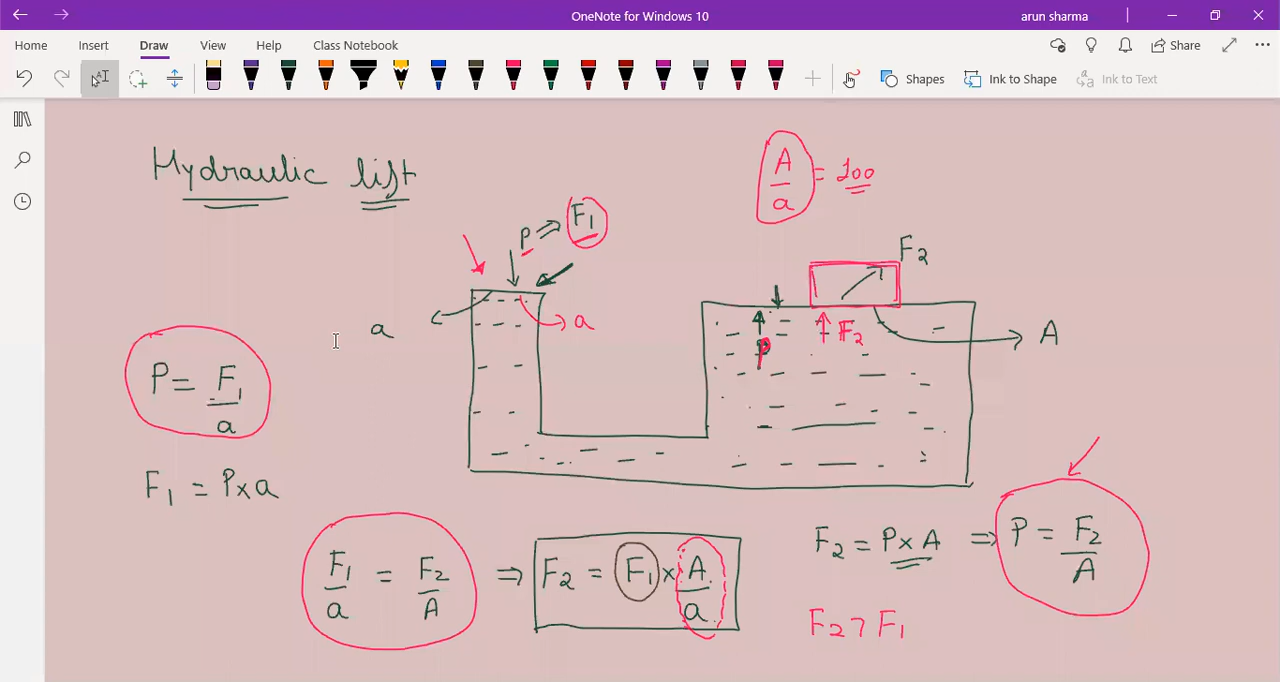 OneNote for Windows 10
arun sharma
Home Insert Draw View Help Class Notebook
Share
Shapes Ink to Shape Ink to Text
Hydraulic lift
A/a = 100
P ⇒ F₁
F₂
a
a
P
F₂
A
P = F₁/a
F₁ = P×a
F₁/a = F₂/A ⇒ F₂ = F₁ × A/a
F₂ = P×A ⇒ P = F₂/A
F₂ > F₁